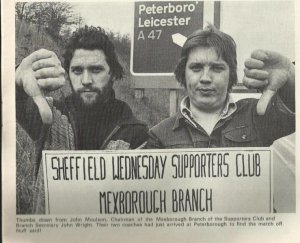 Peterboro'
Leicester
A 47
SHEFFIELD WEDNESDAY SUPPORTERS CLUB
MEXBOROUGH BRANCH
Thumbs down from John Moulson, Chairman of the Mexborough Branch of the Supporters Club and
Branch Secretary John Wright. Their two coaches had just arrived at Peterborough to find the match off.
Nuff said!